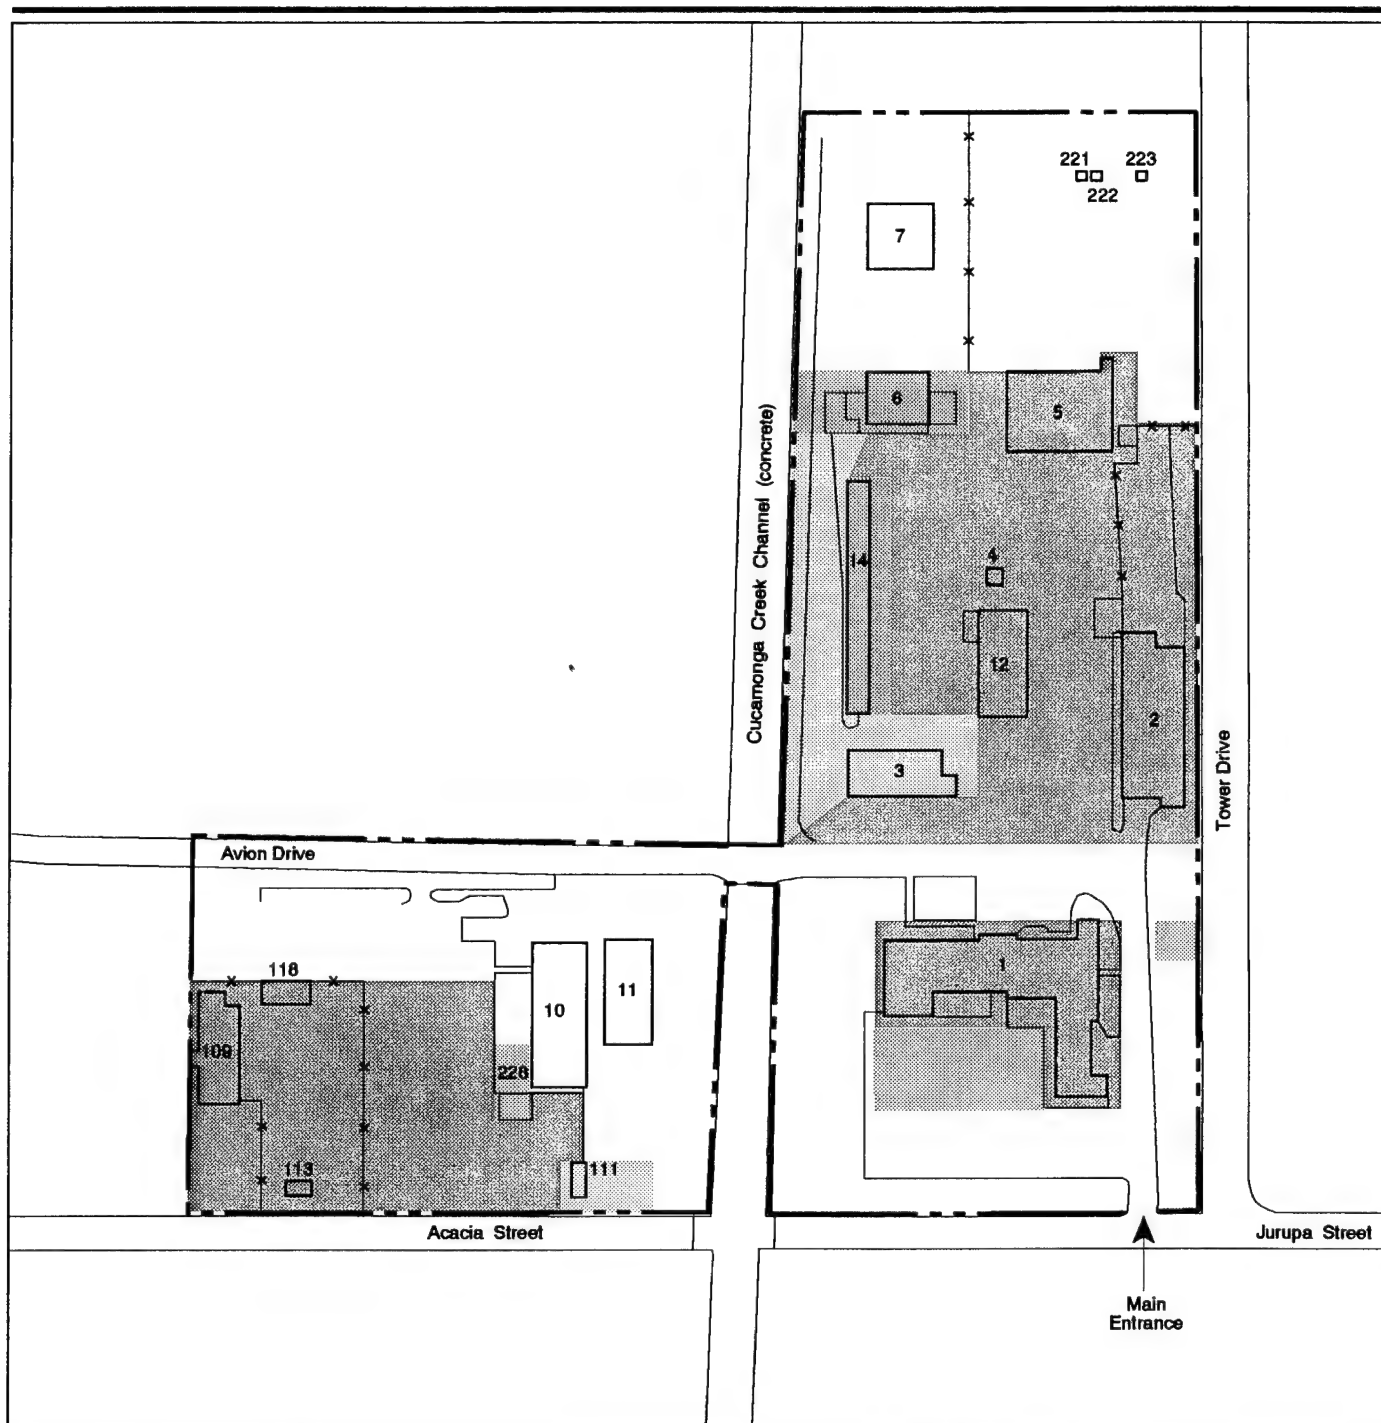 221
223
222
7
6
5
Cucamonga Creek Channel (concrete)
14
4
12
2
3
Tower Drive
Avion Drive
118
1
11
10
109
228
113
111
Acacia Street
Jurupa Street
Main
Entrance